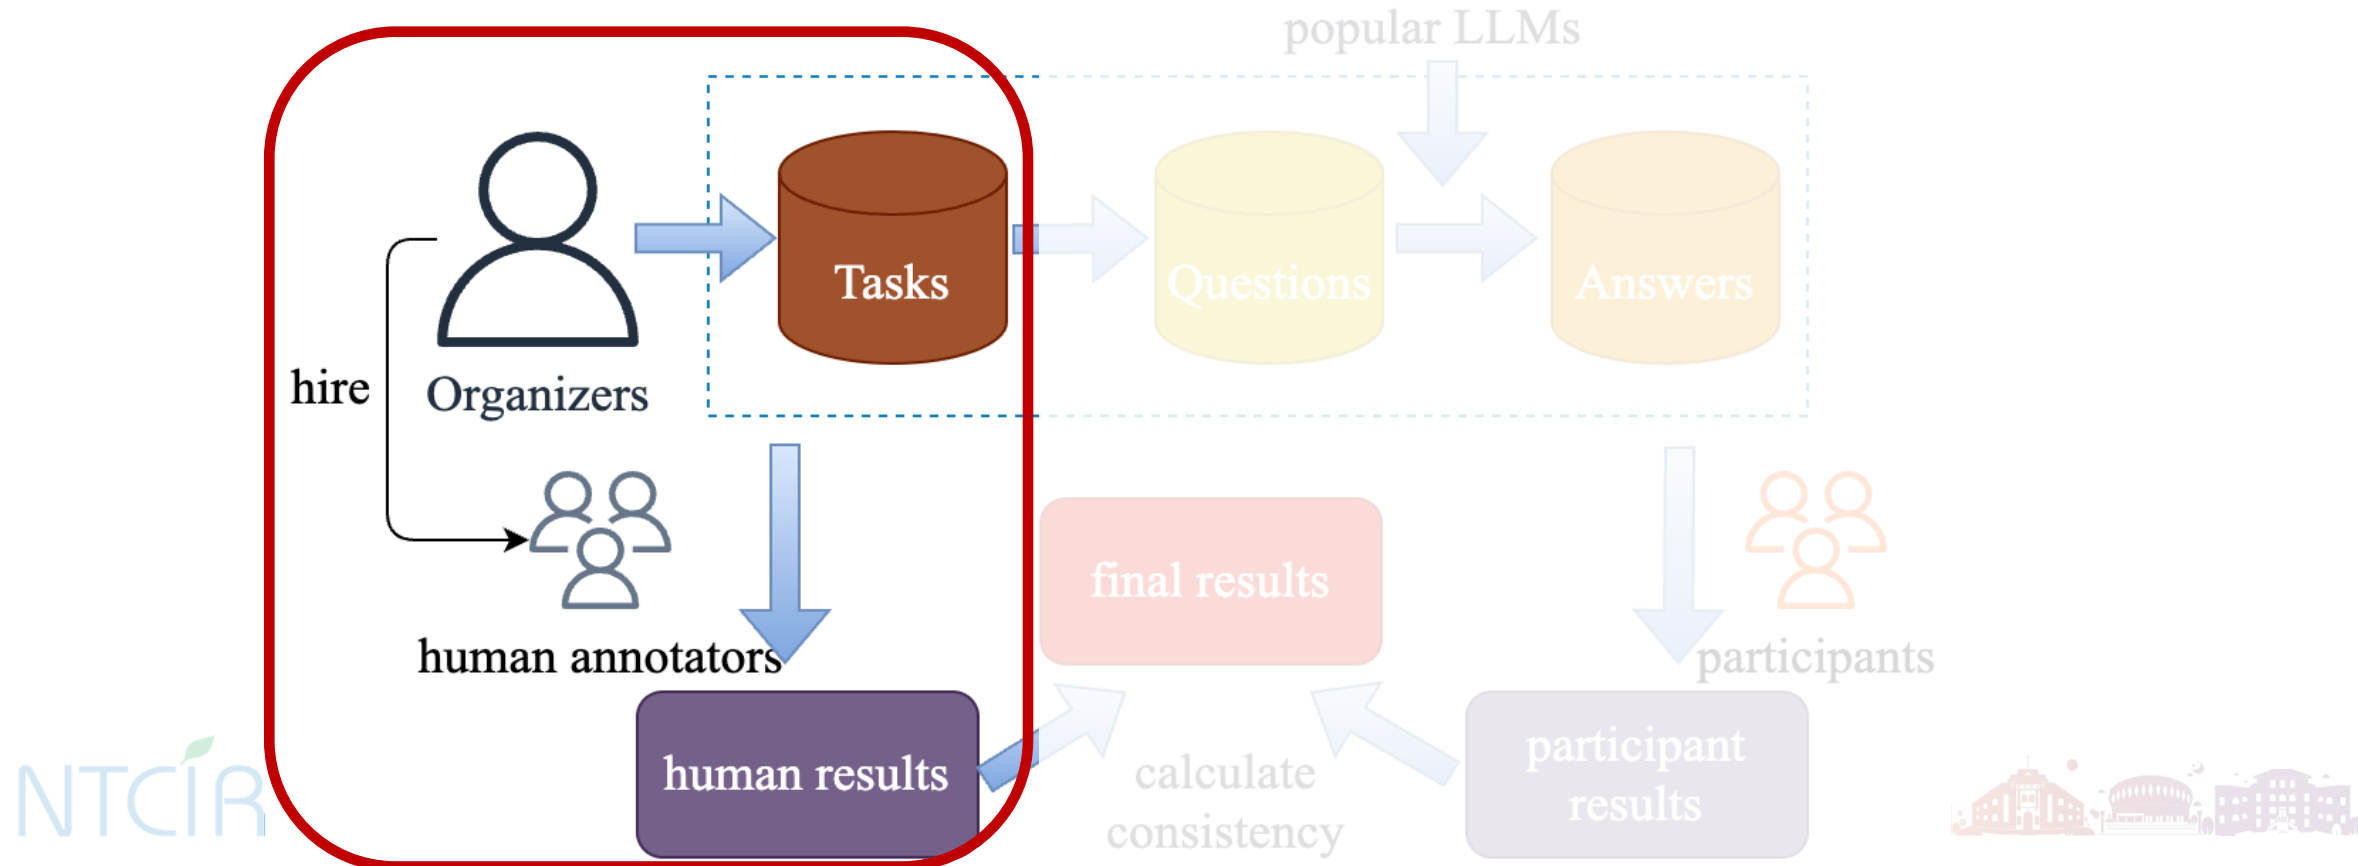 popular LLMs
Tasks
Questions
Answers
hire
Organizers
final results
human annotators
participants
human results
calculate
consistency
participant
results
NTCIR